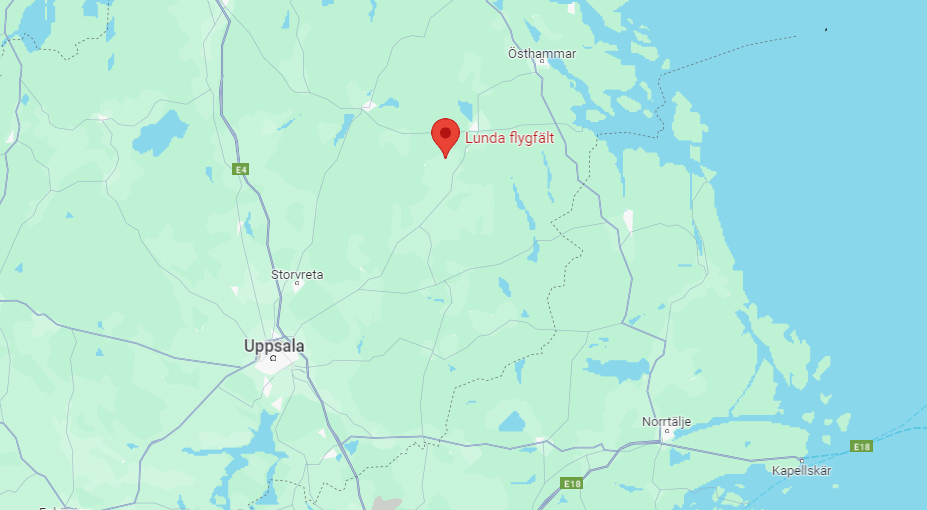 Östhammar
Lunda flygfält
E4
Storvreta
Uppsala
Norrtälje
E18
Kapellskär
E18